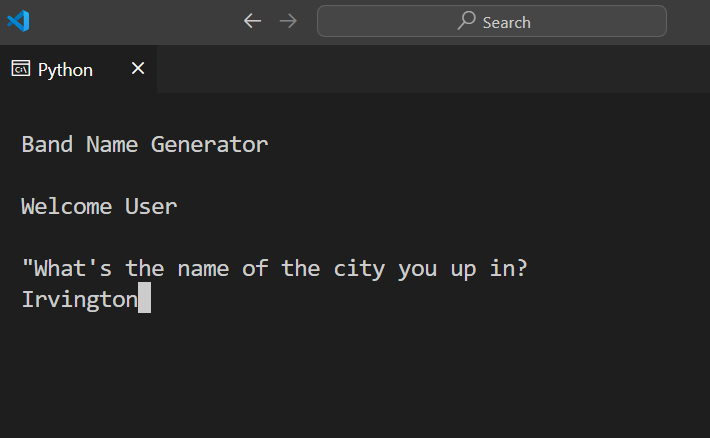 Search
Python
Band Name Generator
Welcome User
"What's the name of the city you up in?
Irvington